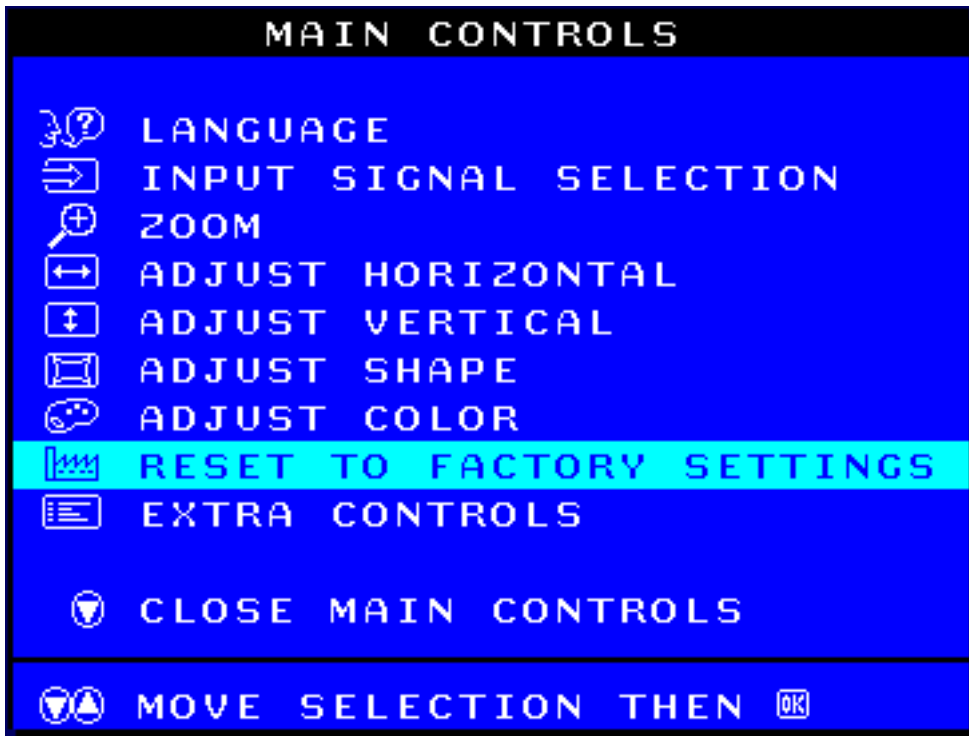 MAIN CONTROLS
LANGUAGE
INPUT SIGNAL SELECTION
ZOOM
ADJUST HORIZONTAL
ADJUST VERTICAL
ADJUST SHAPE
ADJUST COLOR
RESET TO FACTORY SETTINGS
EXTRA CONTROLS
CLOSE MAIN CONTROLS
MOVE SELECTION THEN OK